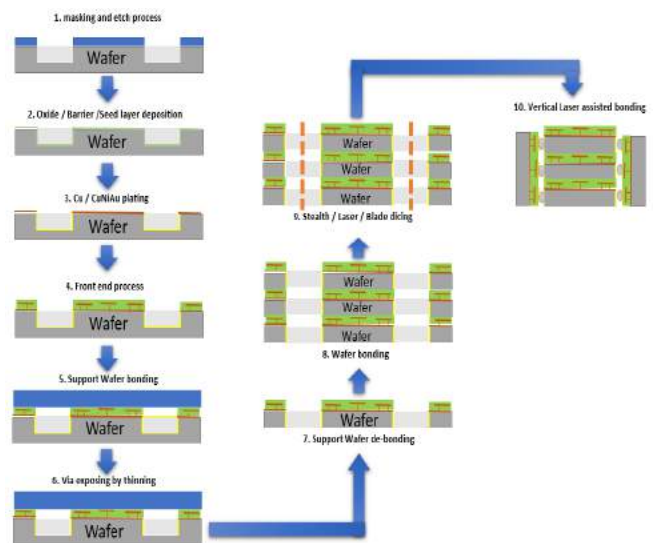 1. masking and etch process
Wafer
2. Oxide / Barrier /Seed layer deposition
Wafer
3. Cu / CuNiAu plating
Wafer
4. Front end process
Wafer
5. Support Wafer bonding
Wafer
6. Via exposing by thinning
Wafer
7. Support Wafer de-bonding
Wafer
8. Wafer bonding
Wafer
Wafer
Wafer
9. Stealth / Laser / Blade dicing
Wafer
Wafer
Wafer
10. Vertical Laser assisted bonding